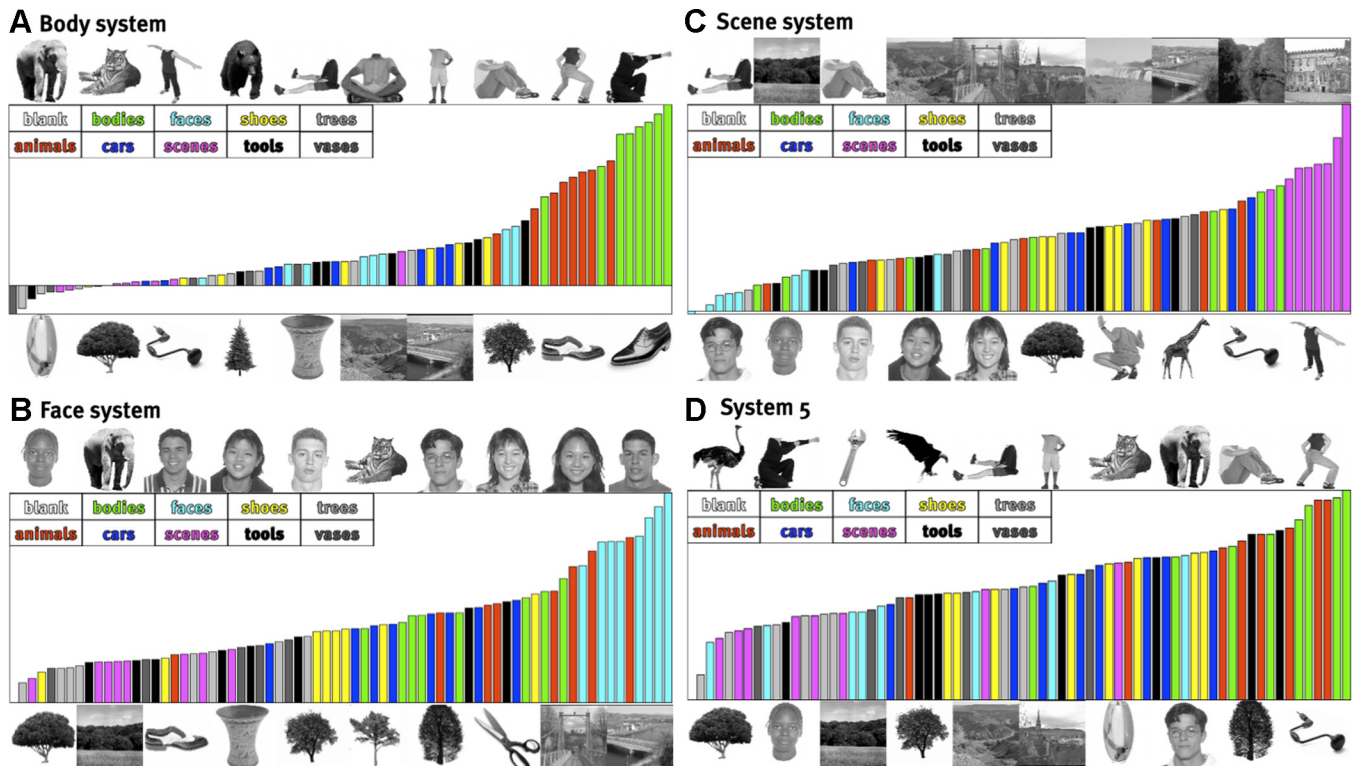 A Body system
blank bodies faces shoes trees
animals cars scenes tools vases
C Scene system
blank bodies faces shoes trees
animals cars scenes tools vases
B Face system
blank bodies faces shoes trees
animals cars scenes tools vases
D System 5
blank bodies faces shoes trees
animals cars scenes tools vases